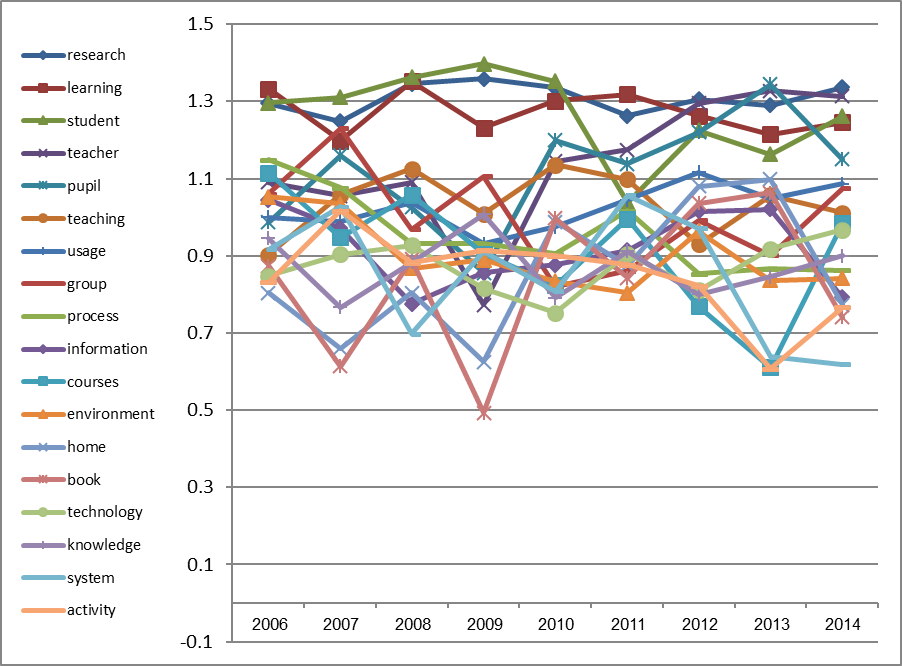 1.5
1.3
1.1
0.9
0.7
0.5
0.3
0.1
-0.1
research
learning
student
teacher
pupil
teaching
usage
group
process
information
courses
environment
home
book
technology
knowledge
system
activity
2006 2007 2008 2009 2010 2011 2012 2013 2014